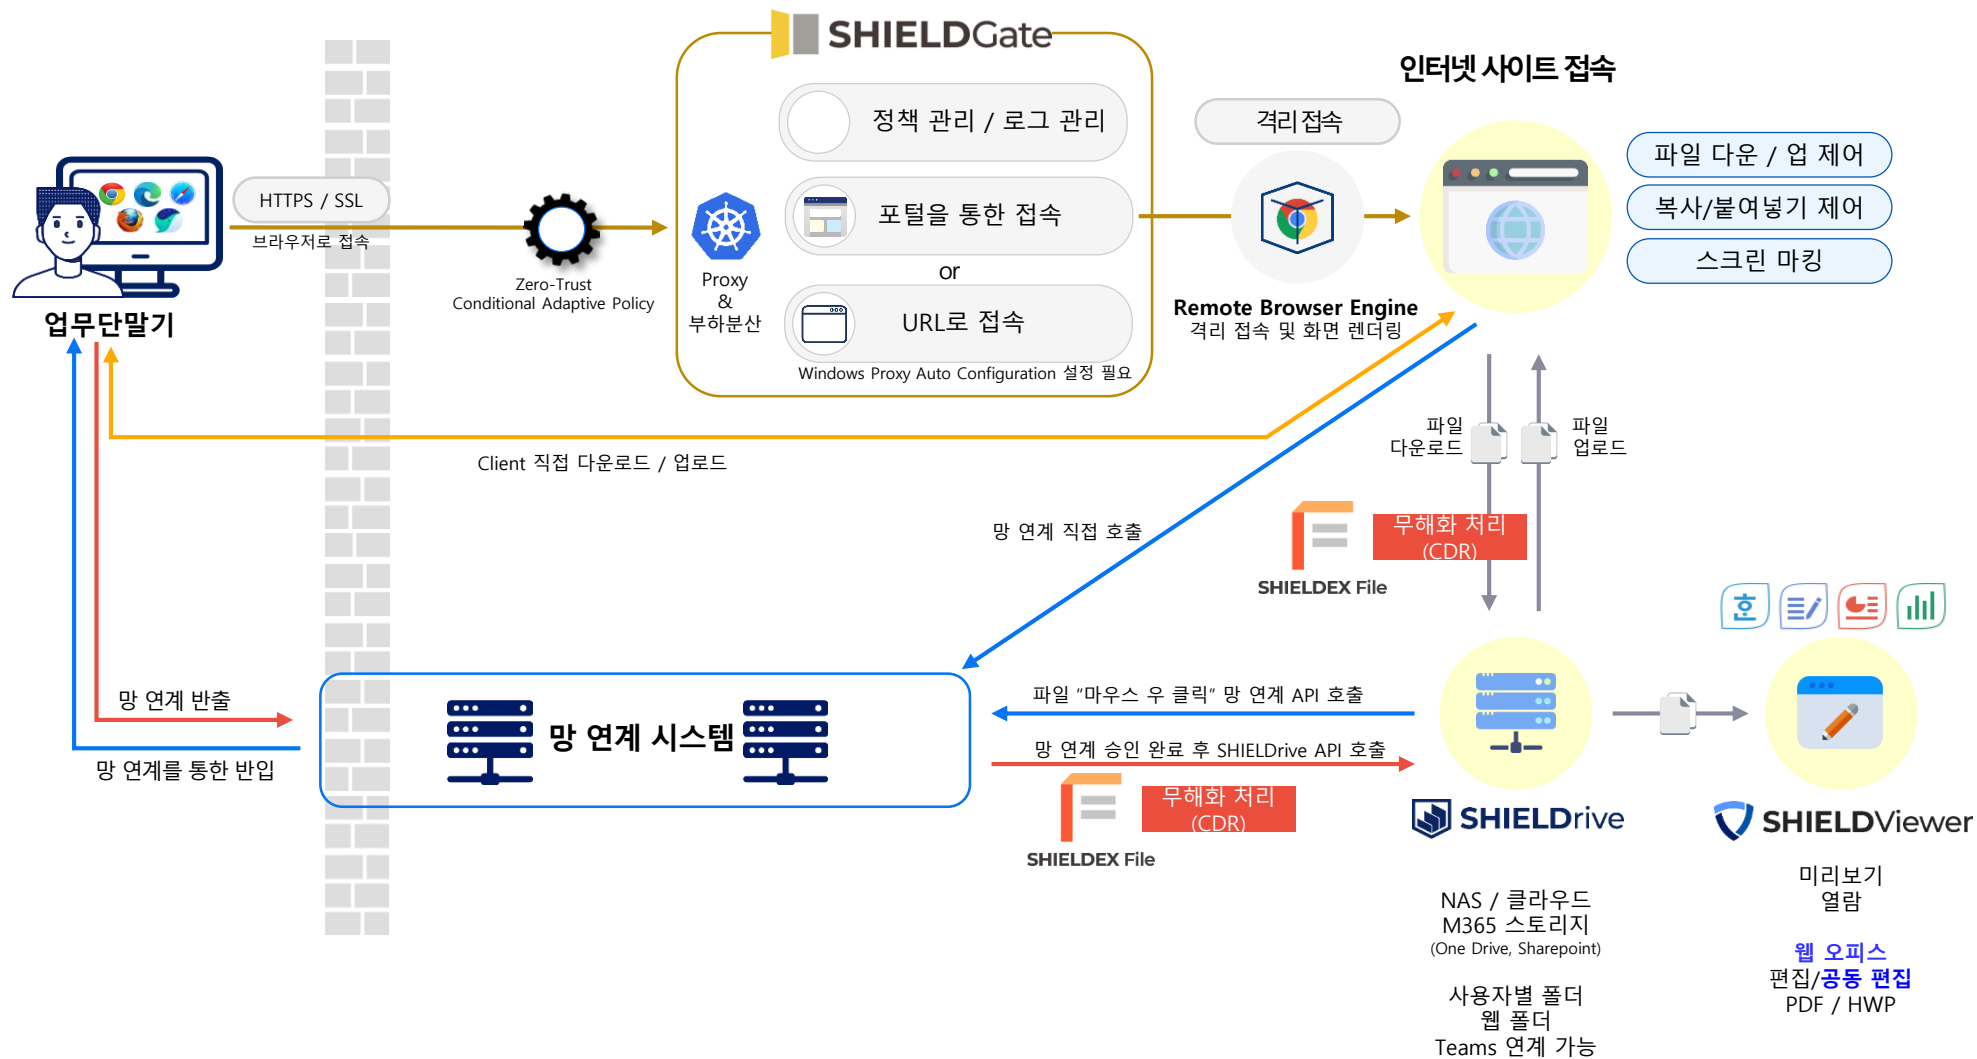 SHIELDGate
정책 관리 / 로그 관리
포털을 통한 접속
or
URL로 접속
Windows Proxy Auto Configuration 설정 필요
Proxy
&
부하분산
HTTPS / SSL
브라우저로 접속
Zero-Trust
Conditional Adaptive Policy
업무단말기
격리 접속
Remote Browser Engine
격리 접속 및 화면 렌더링
인터넷 사이트 접속
파일 다운 / 업 제어
복사/붙여넣기 제어
스크린 마킹
Client 직접 다운로드 / 업로드
망 연계 직접 호출
파일
다운로드
파일
업로드
SHIELDEX File
무해화 처리
(CDR)
망 연계 반출
망 연계를 통한 반입
망 연계 시스템
파일 "마우스 우 클릭" 망 연계 API 호출
망 연계 승인 완료 후 SHIELDrive API 호출
SHIELDEX File
무해화 처리
(CDR)
SHIELDrive
NAS / 클라우드
M365 스토리지
(One Drive, Sharepoint)
사용자별 폴더
웹 폴더
Teams 연계 가능
한
SHIELDViewer
미리보기
열람
웹 오피스
편집/공동 편집
PDF / HWP